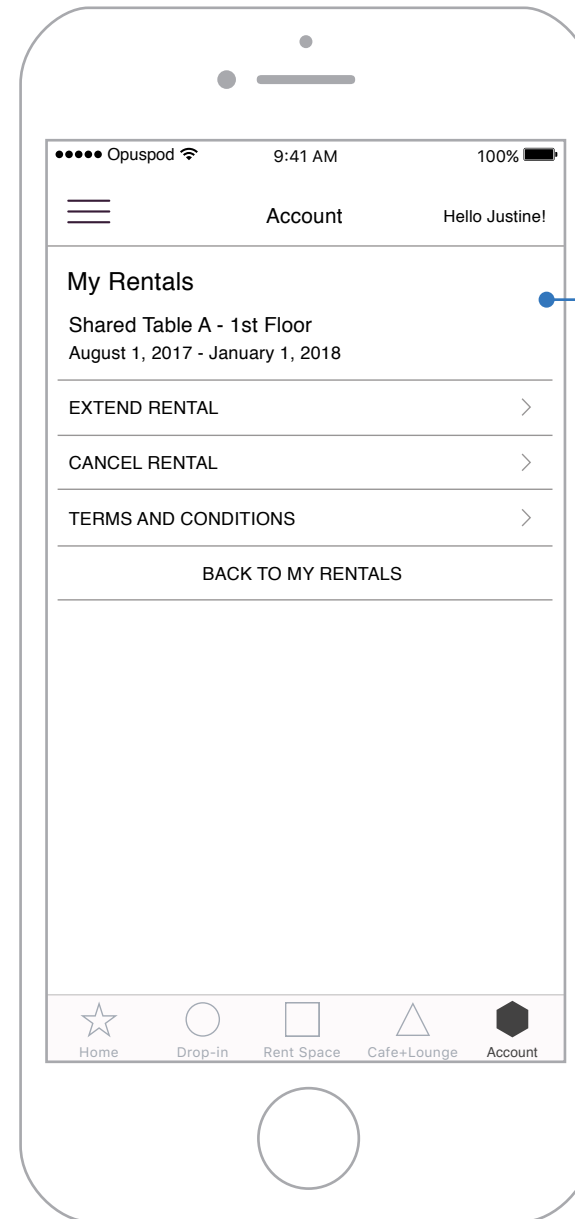 Opuspod 9:41 AM 100%
Account Hello Justine!
My Rentals
Shared Table A - 1st Floor
August 1, 2017 - January 1, 2018
EXTEND RENTAL
CANCEL RENTAL
TERMS AND CONDITIONS
BACK TO MY RENTALS
Home Drop-in Rent Space Cafe+Lounge Account